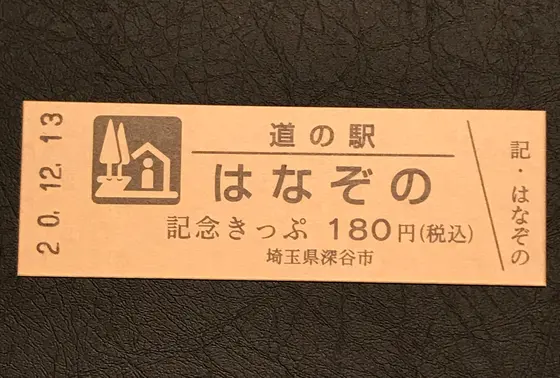 20.12.13
道の駅
はなぞの
記念きっぷ 180円(税込)
埼玉県深谷市
記・はなぞの